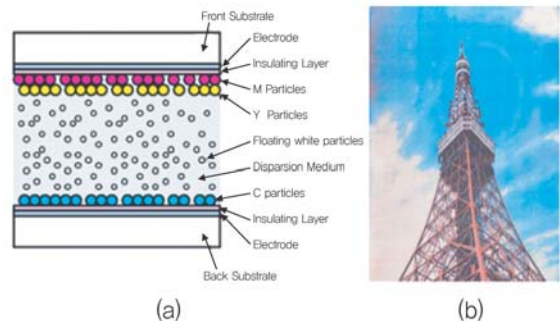 Front Substrate
Electrode
Insulating Layer
M Particles
Y Particles
Floating white particles
Disparsion Medium
C particles
Insulating Layer
Electrode
Back Substrate
(a)
(b)